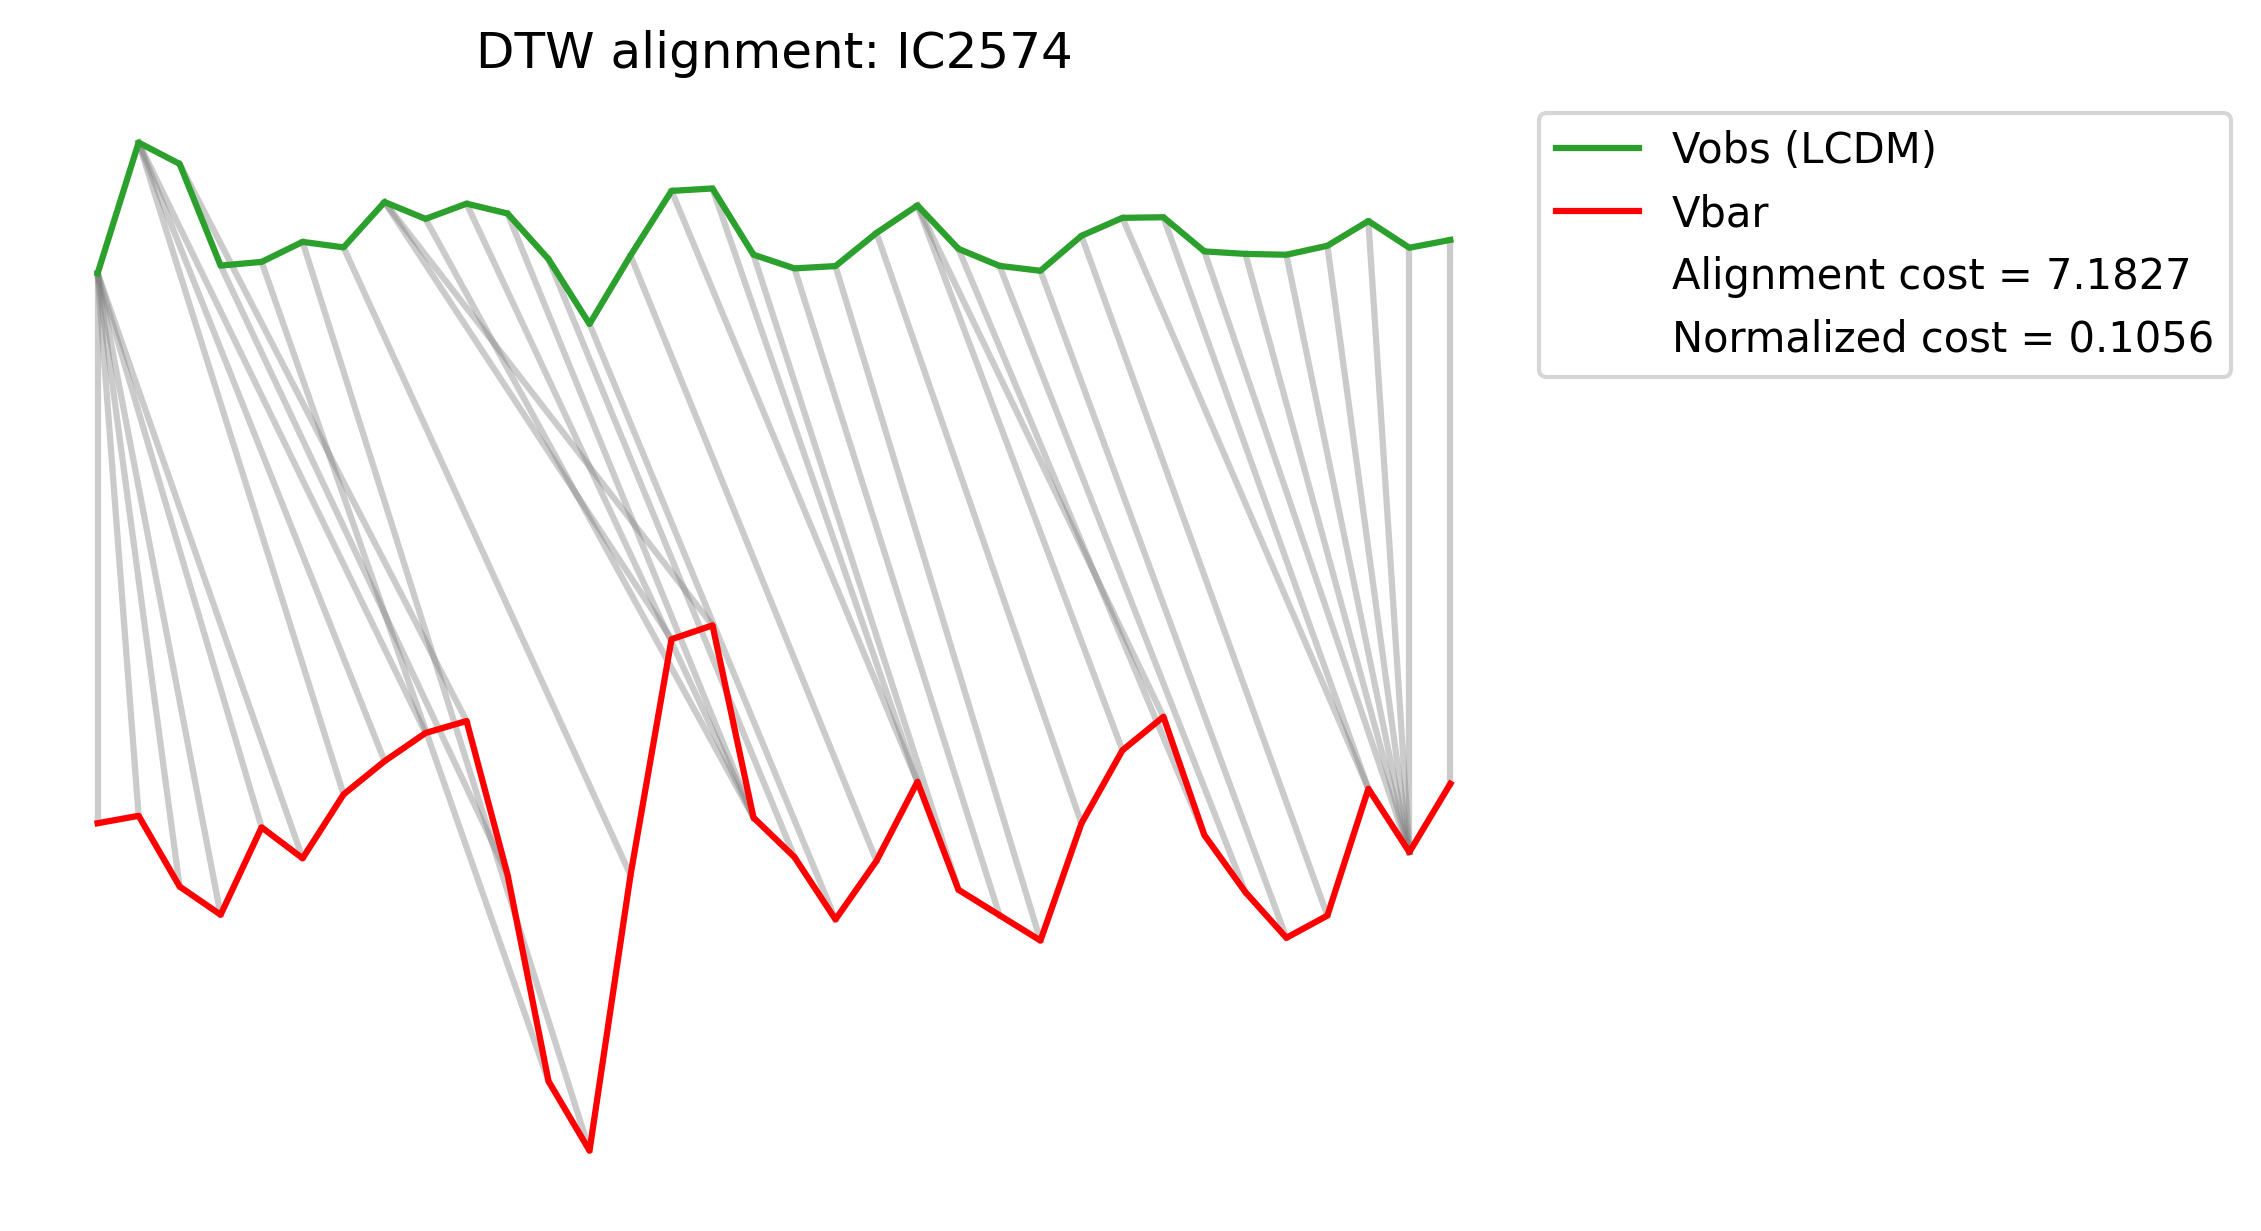 DTW alignment: IC2574
Vobs (LCDM)
Vbar
Alignment cost = 7.1827
Normalized cost = 0.1056